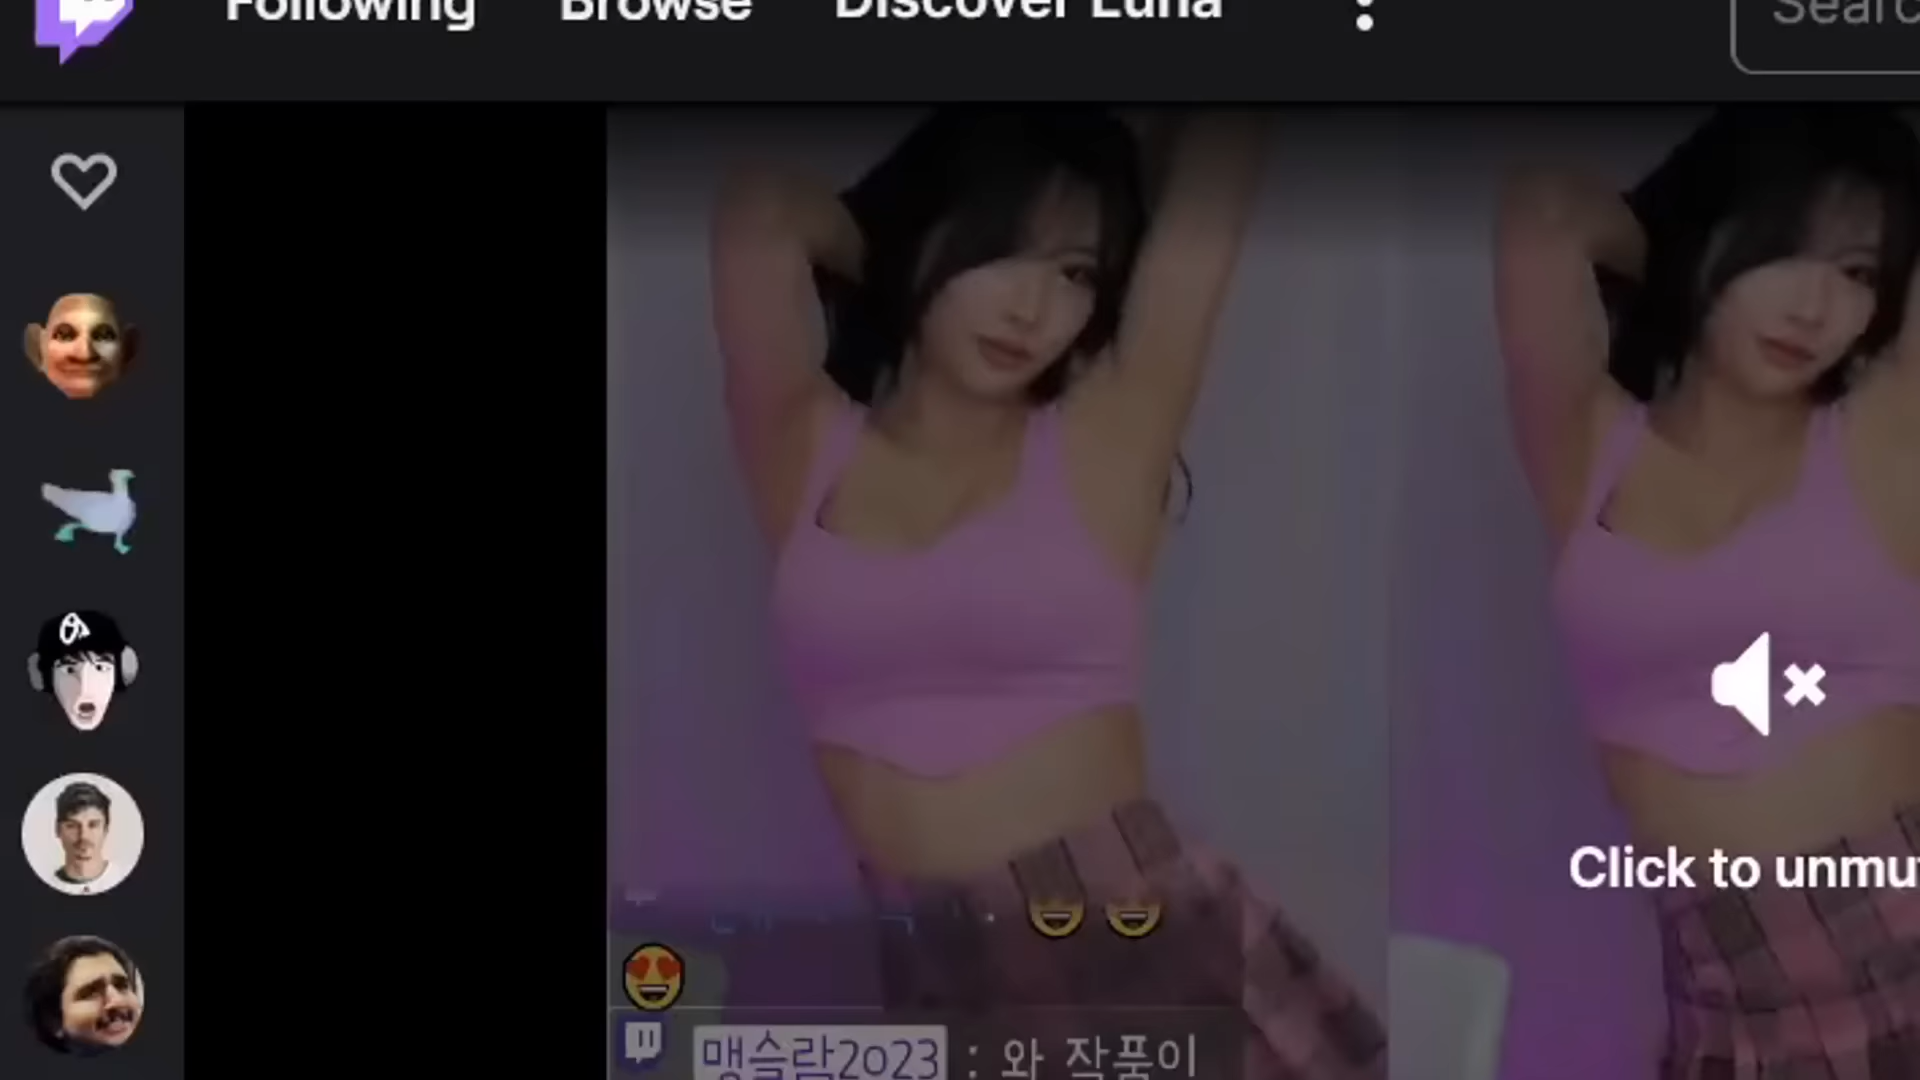 Following Browse Discover Luna
Click to unmu
맹슬람2023 : 와 작품이